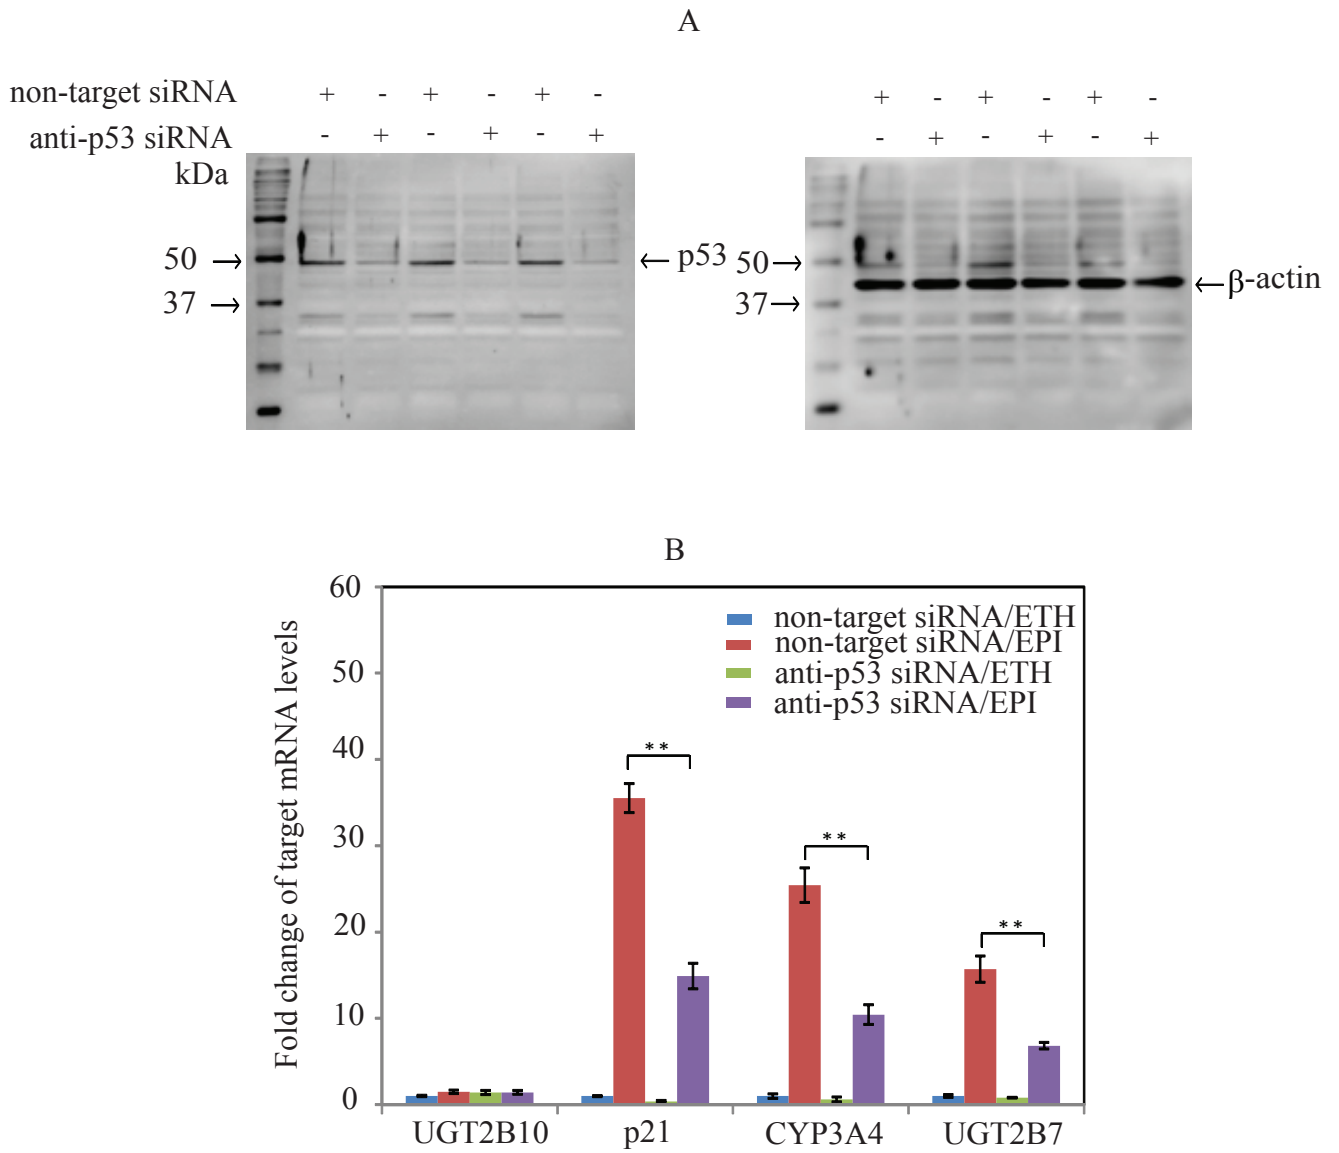 A
non-target siRNA + - + - + -
anti-p53 siRNA - + - + - +
kDa
50
37
p53
+ - + - + -
- + - + - +
50
37
β-actin
B
Fold change of target mRNA levels
60
50
40
30
20
10
0
non-target siRNA/ETH
non-target siRNA/EPI
anti-p53 siRNA/ETH
anti-p53 siRNA/EPI
**
**
**
UGT2B10 p21 CYP3A4 UGT2B7